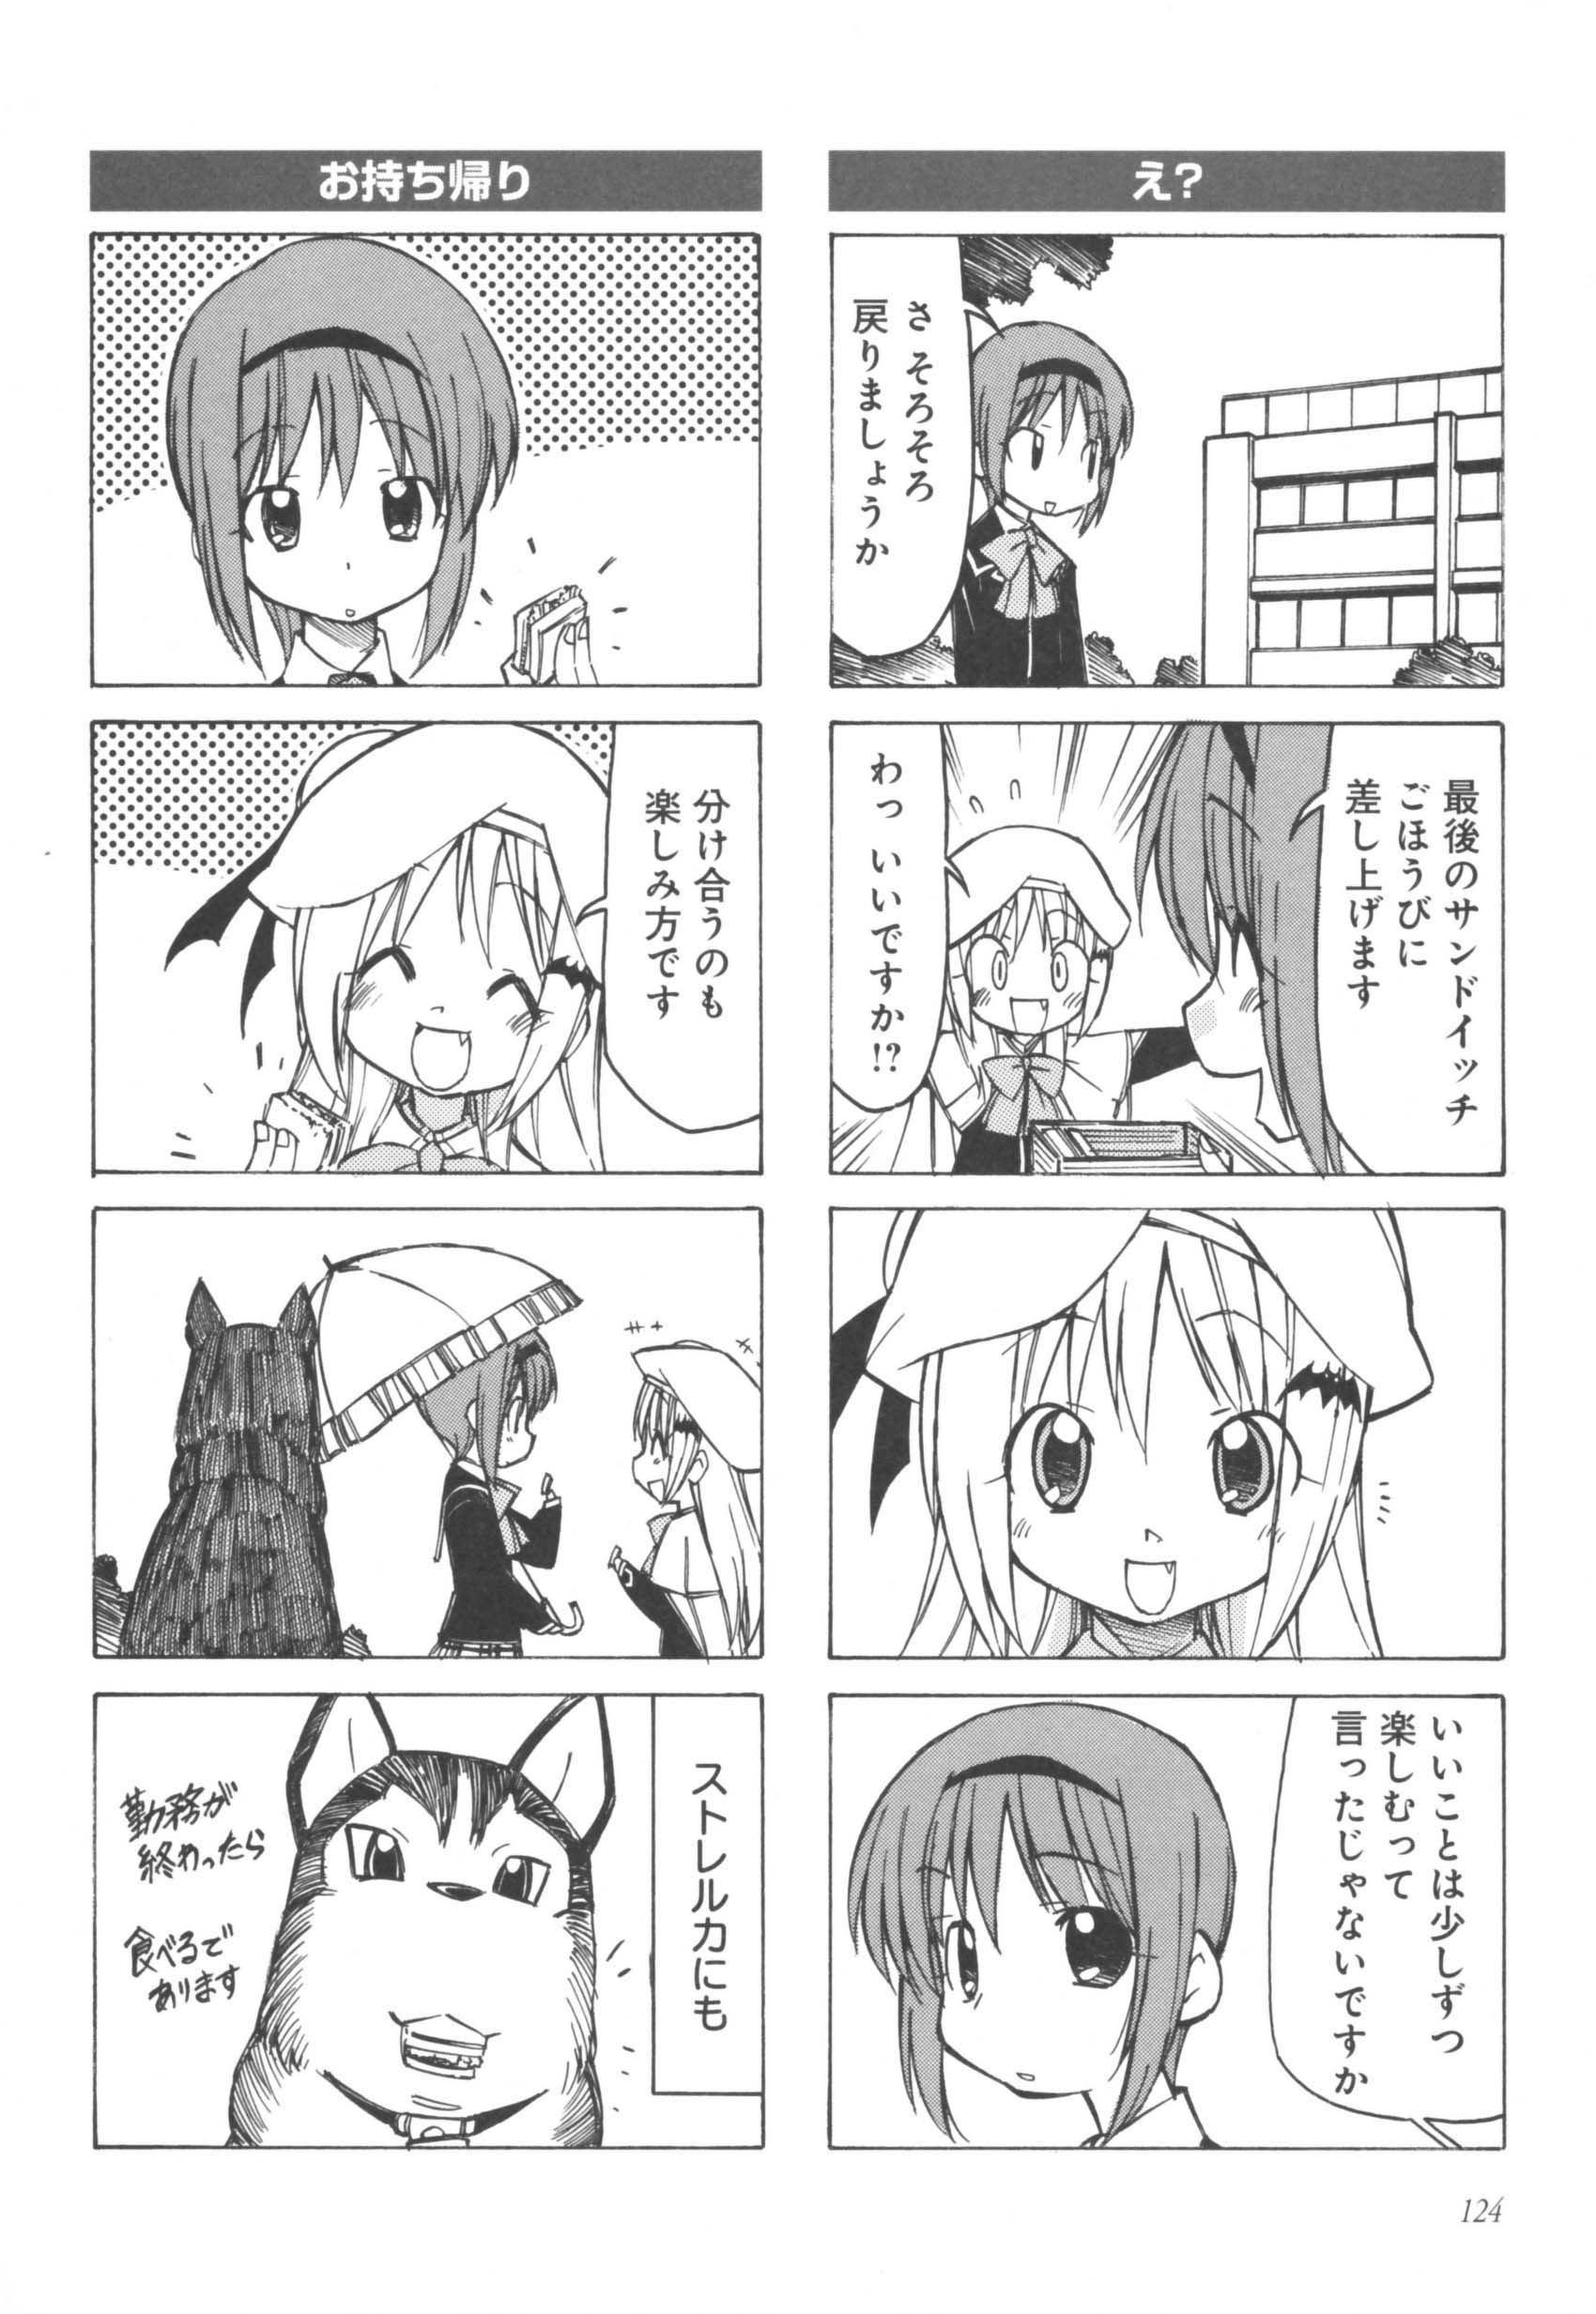 え?
さ そろそろ
戻りましょうか
最後のサンドイッチ
ごほうびに
差し上げます
わっ いいですか!?
いいことは少しずつ
楽しむって
言ったじゃないですか
お持ち帰り
分け合うのも
楽しみ方です
ストレルカにも
勤務が
終わったら
食べるで
あります
124